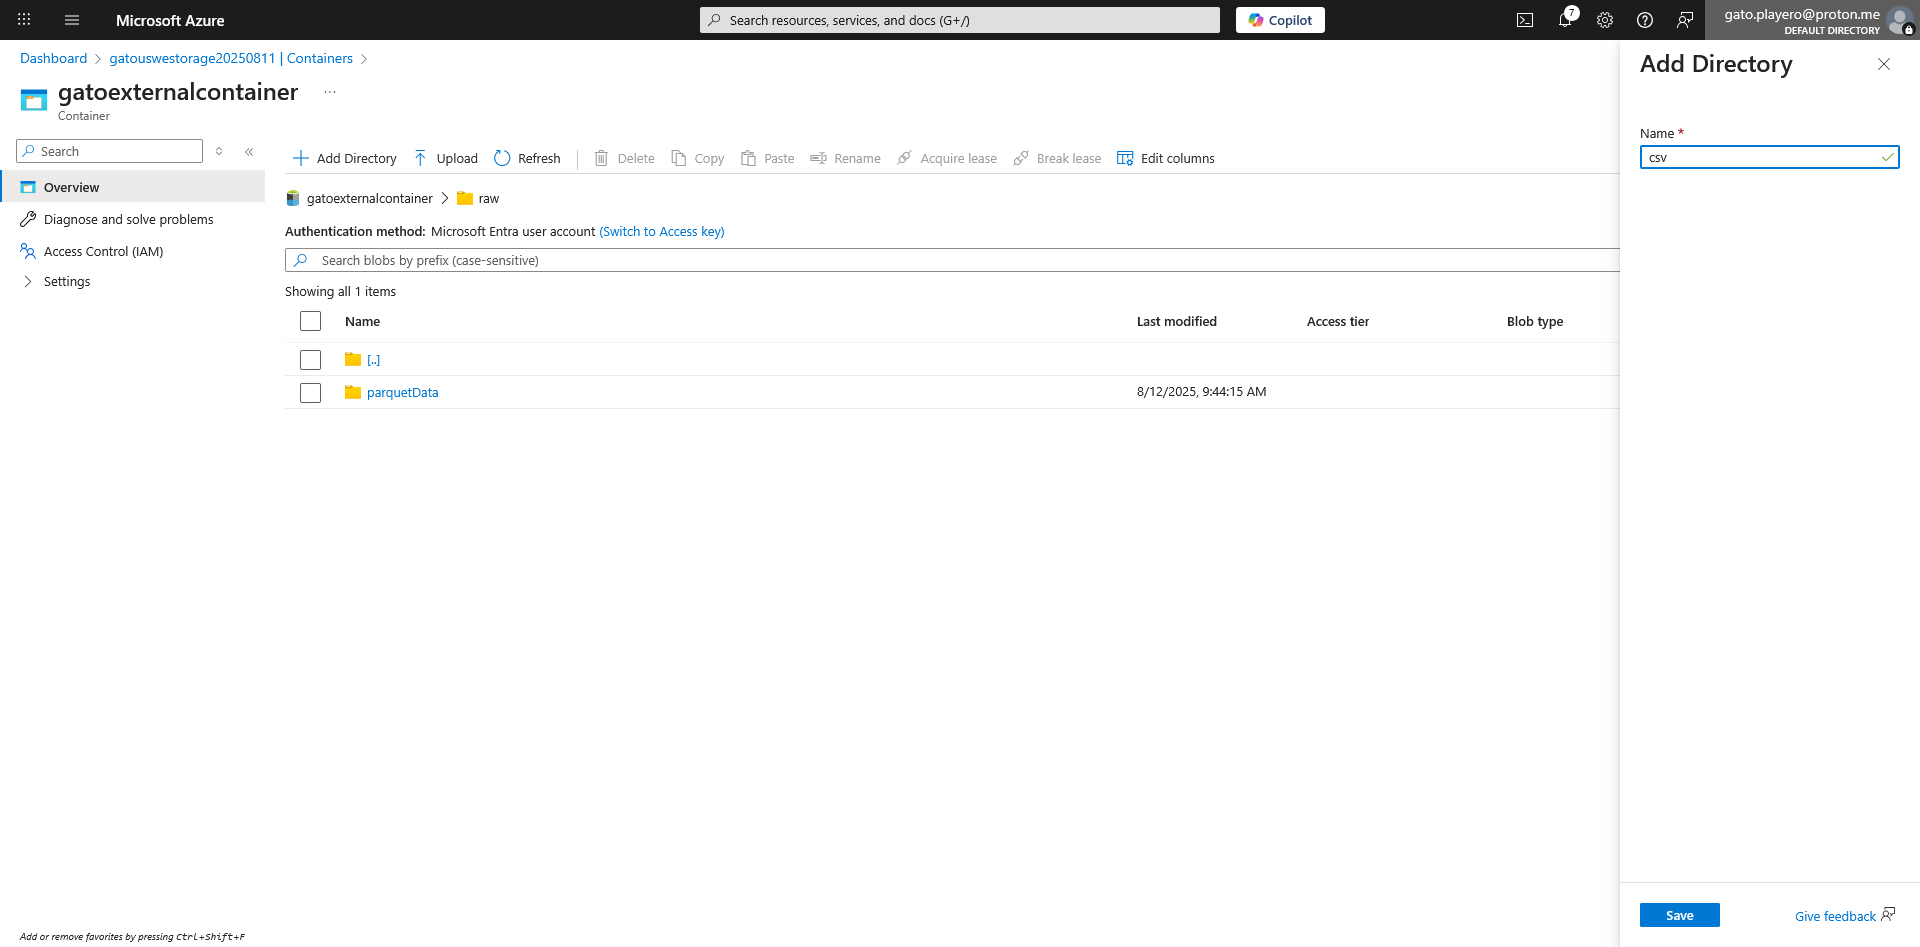 Microsoft Azure
Search resources, services, and docs (G+/)
Copilot
7
gato.playero@proton.me
DEFAULT DIRECTORY
Dashboard
gatouswestorage20250811 | Containers
gatoexternalcontainer
...
Container
Search
Overview
Diagnose and solve problems
Access Control (IAM)
Settings
Add Directory Upload Refresh Delete Copy Paste Rename Acquire lease Break lease Edit columns
gatoexternalcontainer > raw
Authentication method: Microsoft Entra user account (Switch to Access key)
Search blobs by prefix (case-sensitive)
Showing all 1 items
Name Last modified Access tier Blob type
[..]
parquetData 8/12/2025, 9:44:15 AM
Add or remove favorites by pressing Ctrl+Shift+F
Add Directory
Name *
csv
Save
Give feedback